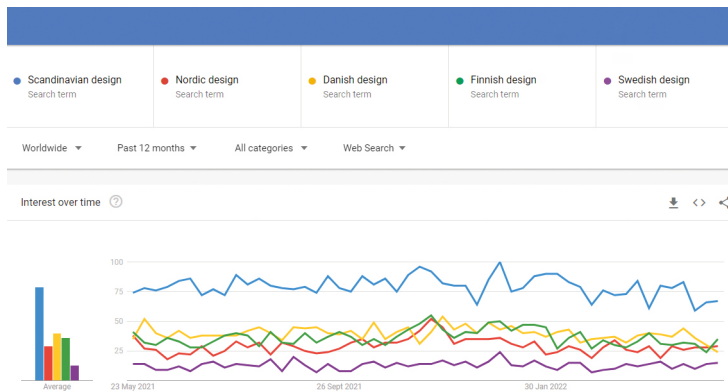 Scandinavian design
Search term
Nordic design
Search term
Danish design
Search term
Finnish design
Search term
Swedish design
Search term
Worldwide
Past 12 months
All categories
Web Search
Interest over time
?
100
75
50
25
Average
23 May 2021
26 Sept 2021
30 Jan 2022